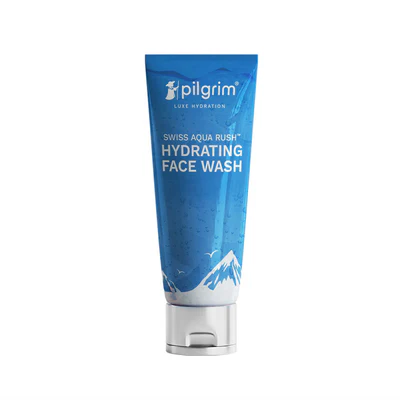 pilgrim®
LUXE HYDRATION
SWISS AQUA RUSH™
HYDRATING
FACE WASH